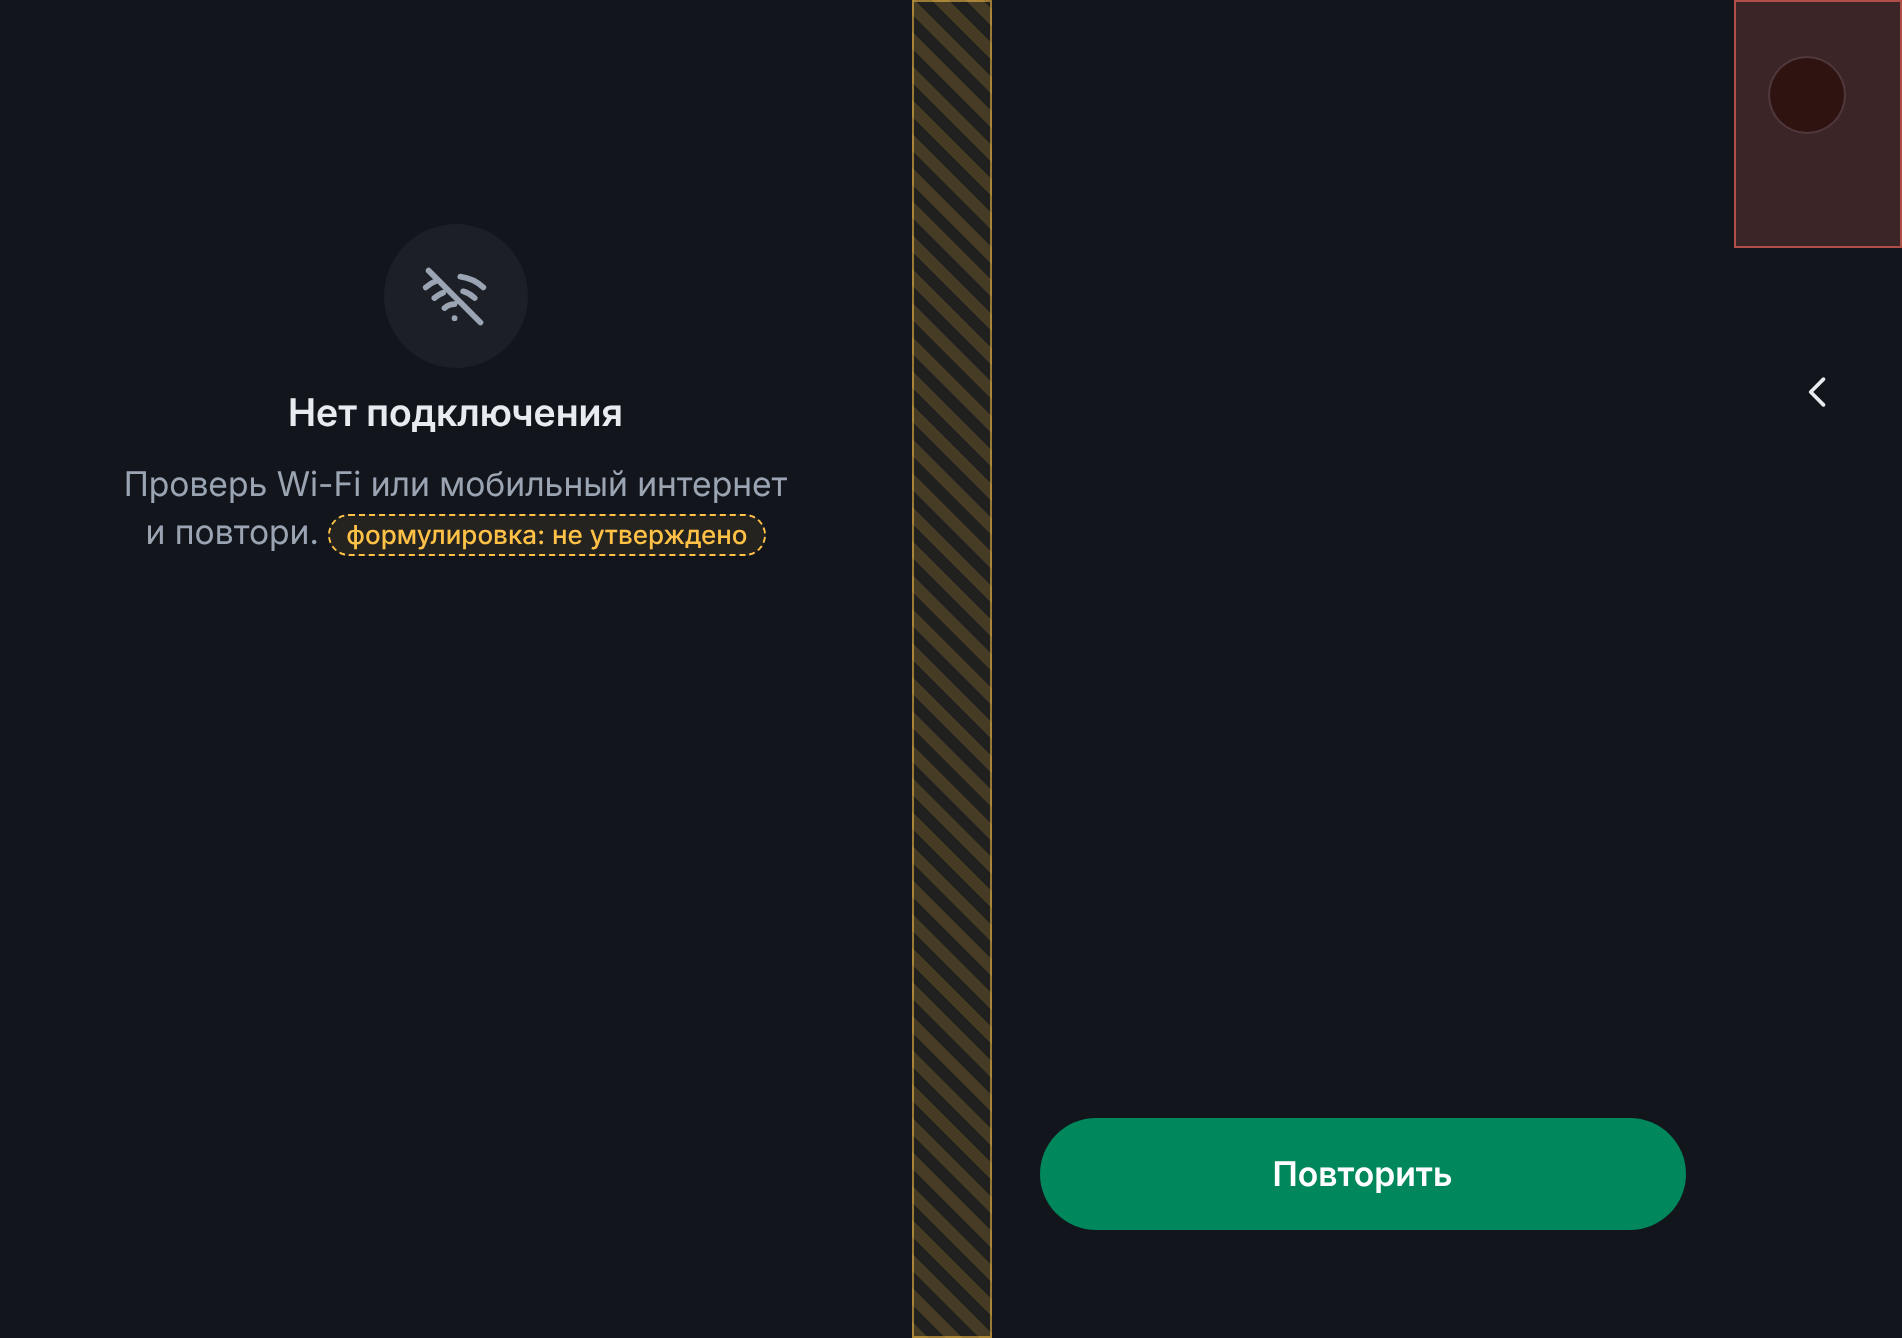 Нет подключения
Проверь Wi-Fi или мобильный интернет
и повтори. формулировка: не утверждено
Повторить